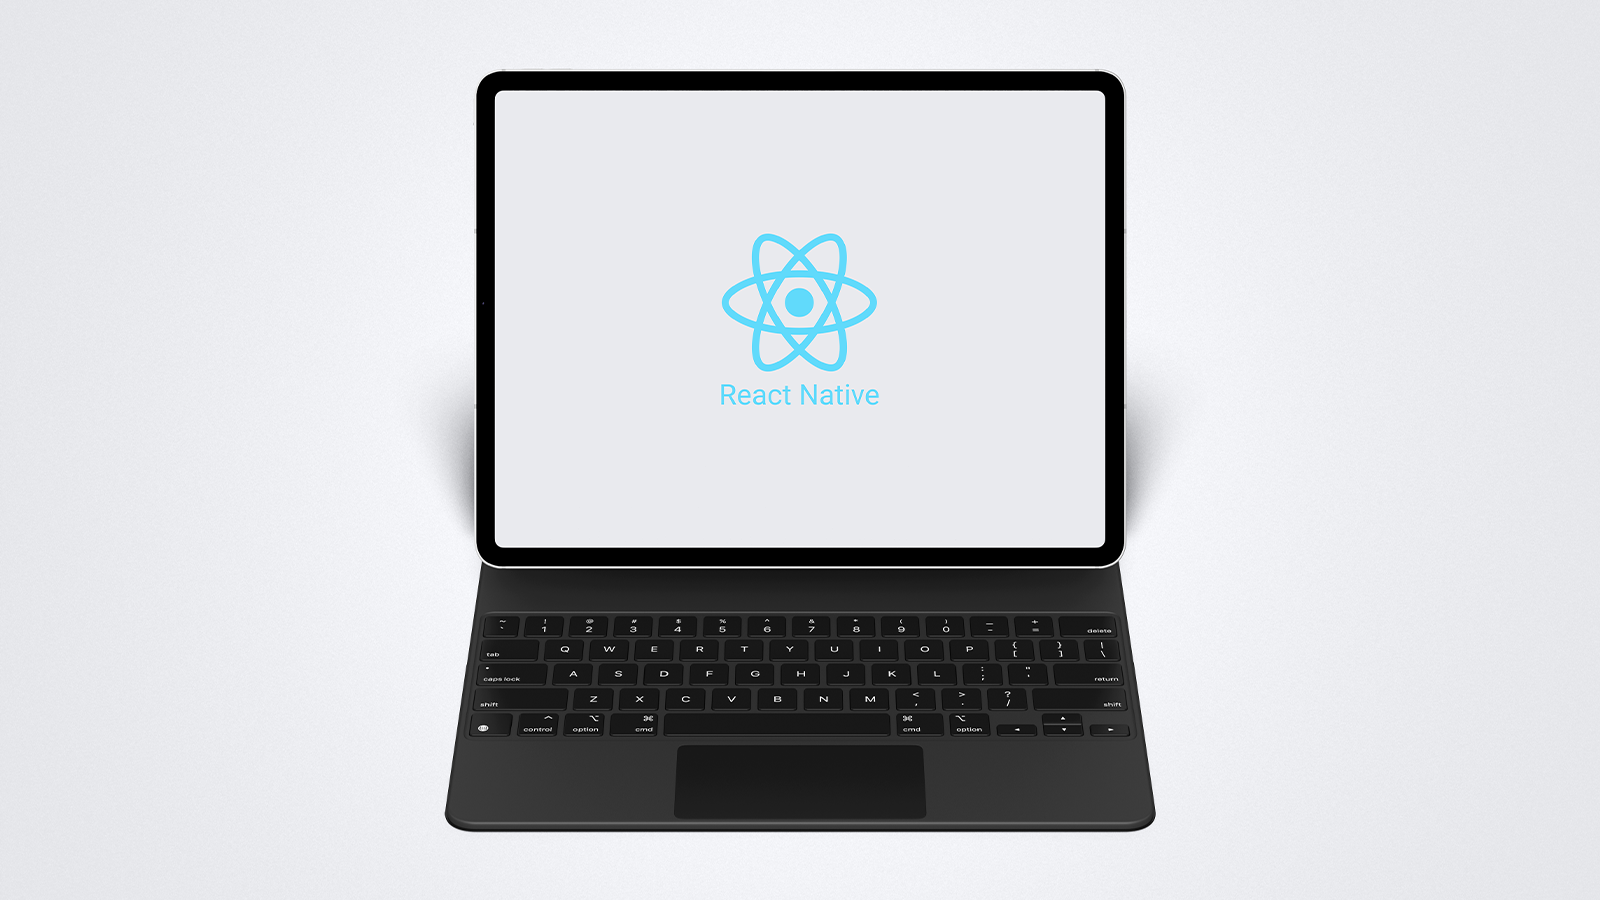 React Native
~ ! @ # $ % ^ & * ( ) — +
` 1 2 3 4 5 6 7 8 9 0 - = delete
tab Q W E R T Y U I O P { [ } ] | \
caps lock A S D F G H J K L : ; " ' return
shift Z X C V B N M < , > . ? / shift
control option cmd cmd option